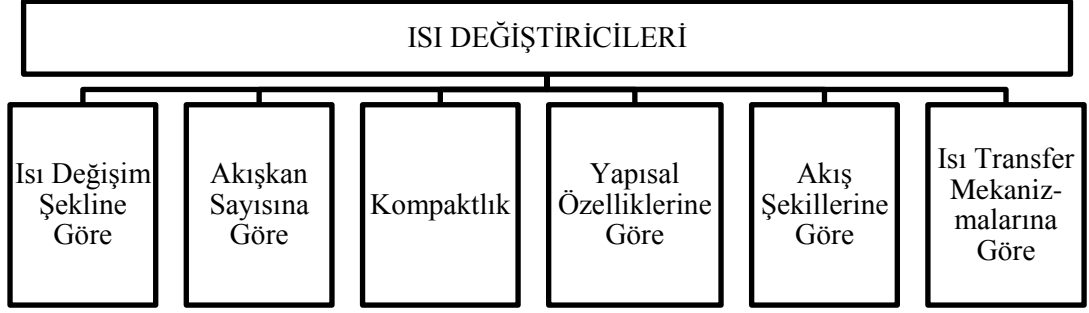 ISI DEĞİŞTİRİCİLERİ
Isı Değişim
Şekline
Göre
Akışkan
Sayısına
Göre
Kompaktlık
Yapısal
Özelliklerine
Göre
Akış
Şekillerine
Göre
Isı Transfer
Mekaniz-
malarına
Göre